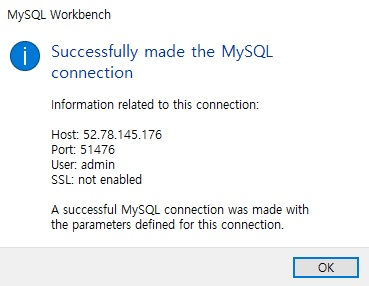 MySQL Workbench
Successfully made the MySQL
connection
Information related to this connection:
Host: 52.78.145.176
Port: 51476
User: admin
SSL: not enabled
A successful MySQL connection was made with
the parameters defined for this connection.
OK